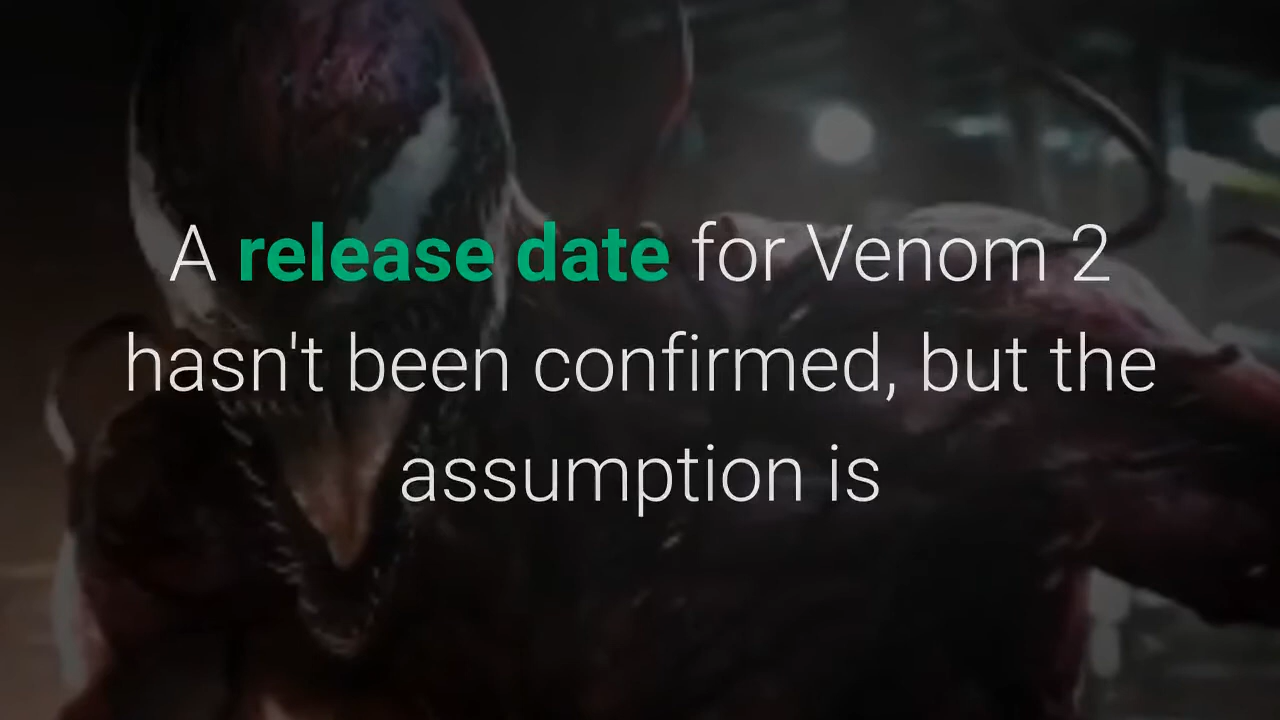 A release date for Venom 2
hasn't been confirmed, but the
assumption is